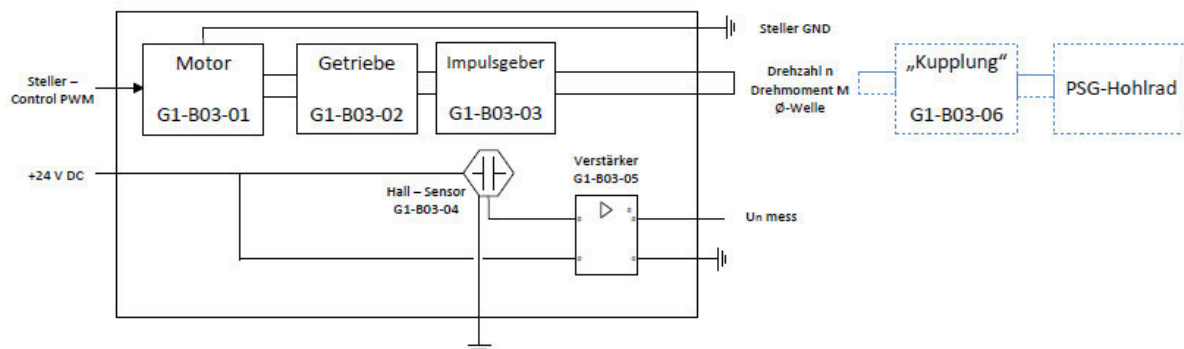 Steller GND
Motor
G1-B03-01
Getriebe
G1-B03-02
Impulsgeber
G1-B03-03
Steller –
Control PWM
Drehzahl n
Drehmoment M
Ø-Welle
„Kupplung“
G1-B03-06
PSG-Hohlrad
+24 V DC
Hall – Sensor
G1-B03-04
Verstärker
G1-B03-05
Un mess